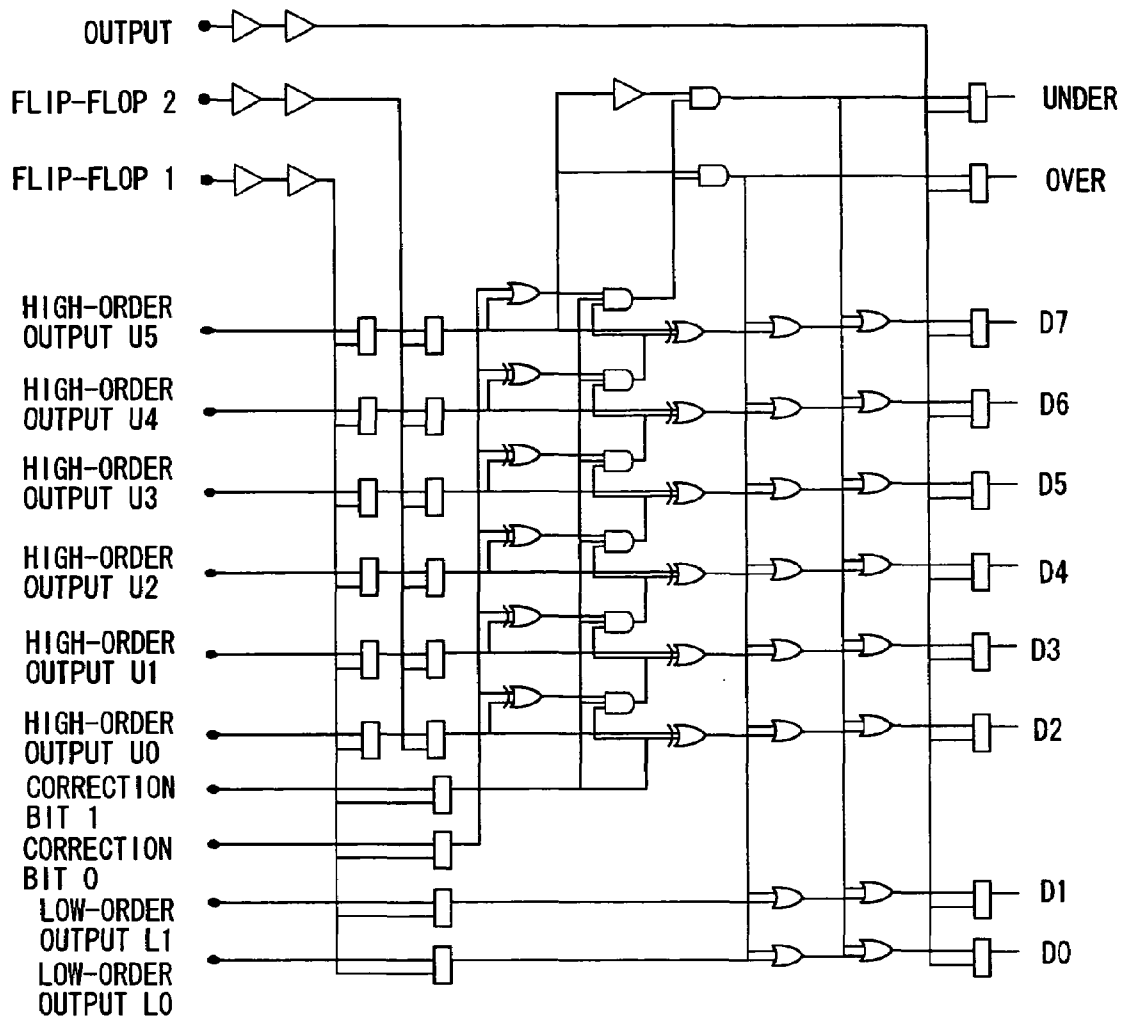 OUTPUT
FLIP-FLOP 2
UNDER
FLIP-FLOP 1
OVER
HIGH-ORDER
OUTPUT U5
D7
HIGH-ORDER
OUTPUT U4
D6
HIGH-ORDER
OUTPUT U3
D5
HIGH-ORDER
OUTPUT U2
D4
HIGH-ORDER
OUTPUT U1
D3
HIGH-ORDER
OUTPUT U0
D2
CORRECTION
BIT 1
CORRECTION
BIT 0
LOW-ORDER
OUTPUT L1
D1
LOW-ORDER
OUTPUT L0
D0